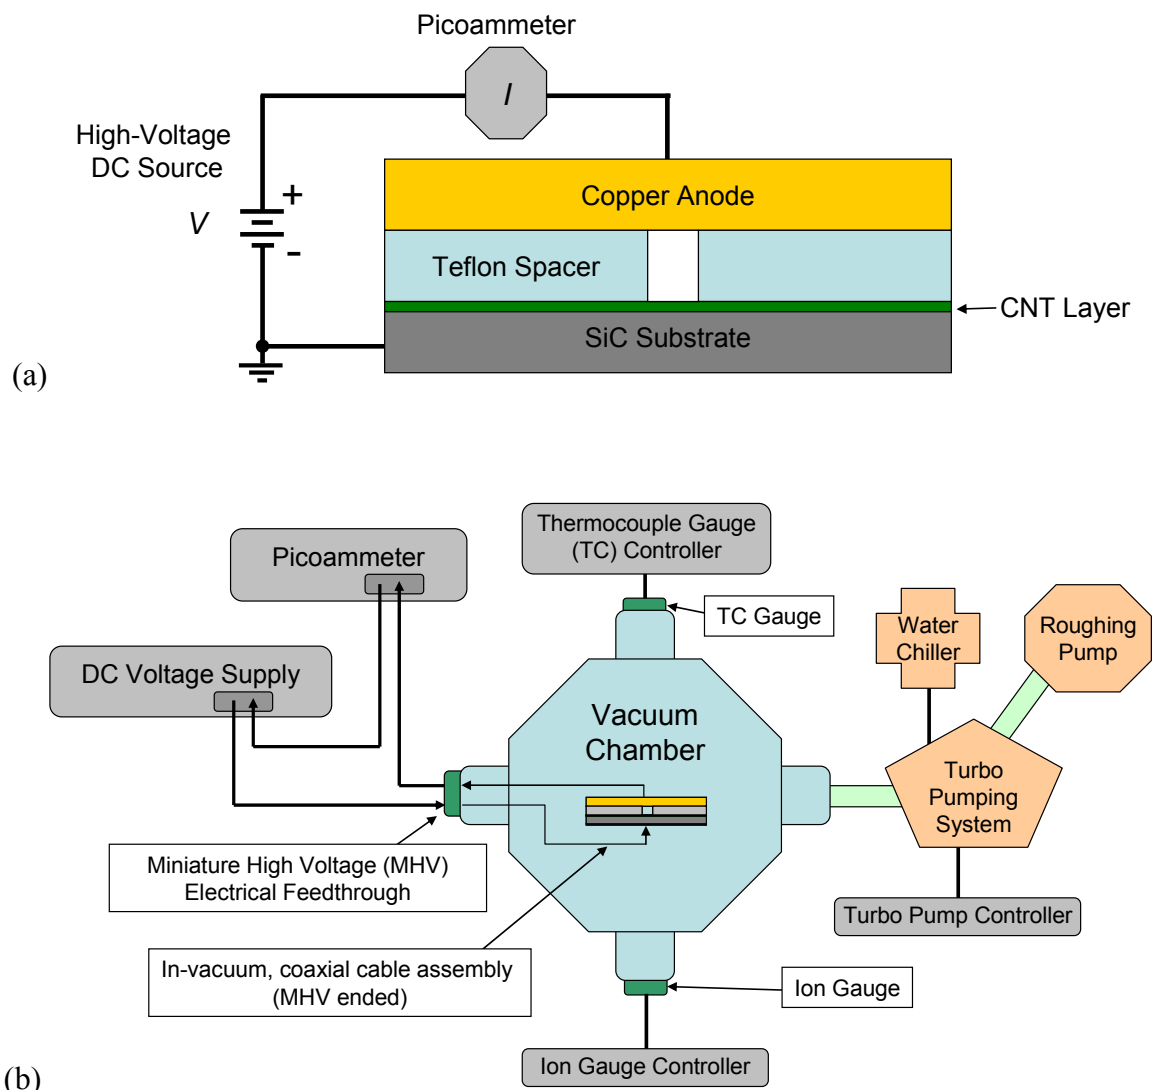 Picoammeter
I
High-Voltage
DC Source
V
+
-
Copper Anode
Teflon Spacer
CNT Layer
SiC Substrate
(a)
Thermocouple Gauge
(TC) Controller
Picoammeter
TC Gauge
Water
Chiller
Roughing
Pump
DC Voltage Supply
Vacuum
Chamber
Turbo
Pumping
System
Miniature High Voltage (MHV)
Electrical Feedthrough
Turbo Pump Controller
In-vacuum, coaxial cable assembly
(MHV ended)
Ion Gauge
Ion Gauge Controller
(b)